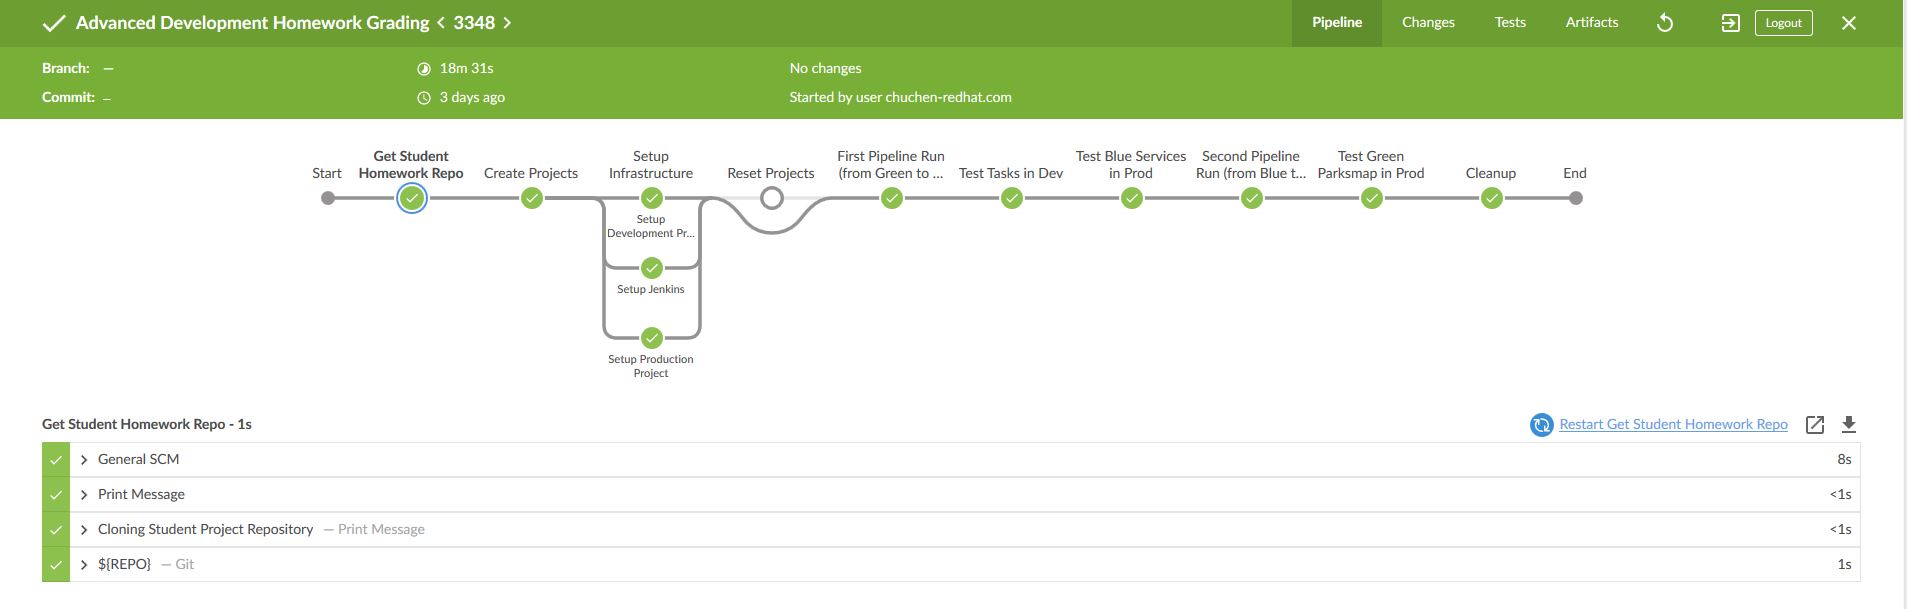 Advanced Development Homework Grading < 3348 >
Pipeline
Changes
Tests
Artifacts
Logout
Branch: —
18m 31s
No changes
Commit: –
3 days ago
Started by user chuchen-redhat.com
Start
Get Student
Homework Repo
Create Projects
Setup
Infrastructure
Reset Projects
First Pipeline Run
(from Green to ...
Test Tasks in Dev
Test Blue Services
in Prod
Second Pipeline
Run (from Blue t...
Test Green
Parksmap in Prod
Cleanup
End
Setup
Development Pr...
Setup Jenkins
Setup Production
Project
Get Student Homework Repo - 1s
Restart Get Student Homework Repo
General SCM 8s
Print Message <1s
Cloning Student Project Repository — Print Message <1s
${REPO} — Git 1s